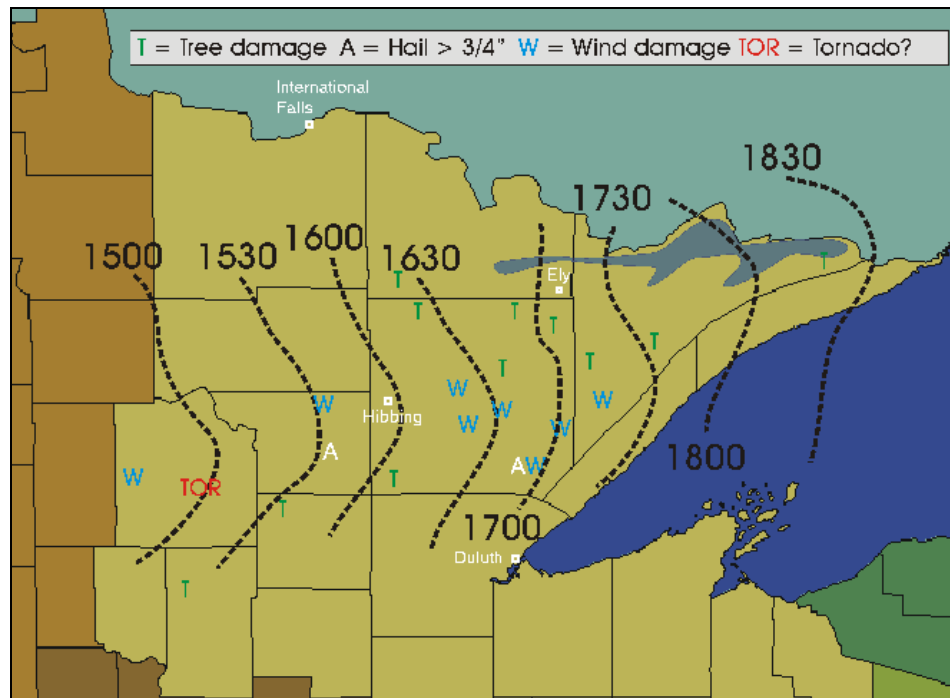 T = Tree damage A = Hail > 3/4" W = Wind damage TOR = Tornado?
International
Falls
1830
1730
1600
1500
1530
1630
T
T
Ely
T
T
T
T
T
T
W
W
W
Hibbing
W
W
W
A
1800
W
TOR
T
A W
T
1700
Duluth
T